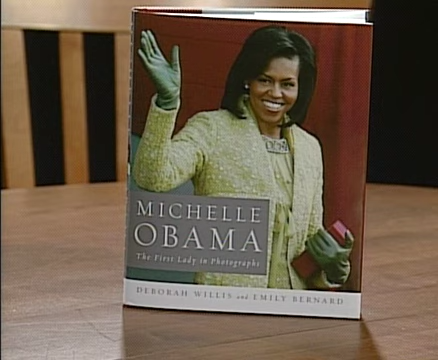 MICHELLE
OBAMA
The First Lady in Photographs
DEBORAH WILLIS and EMILY BERNARD